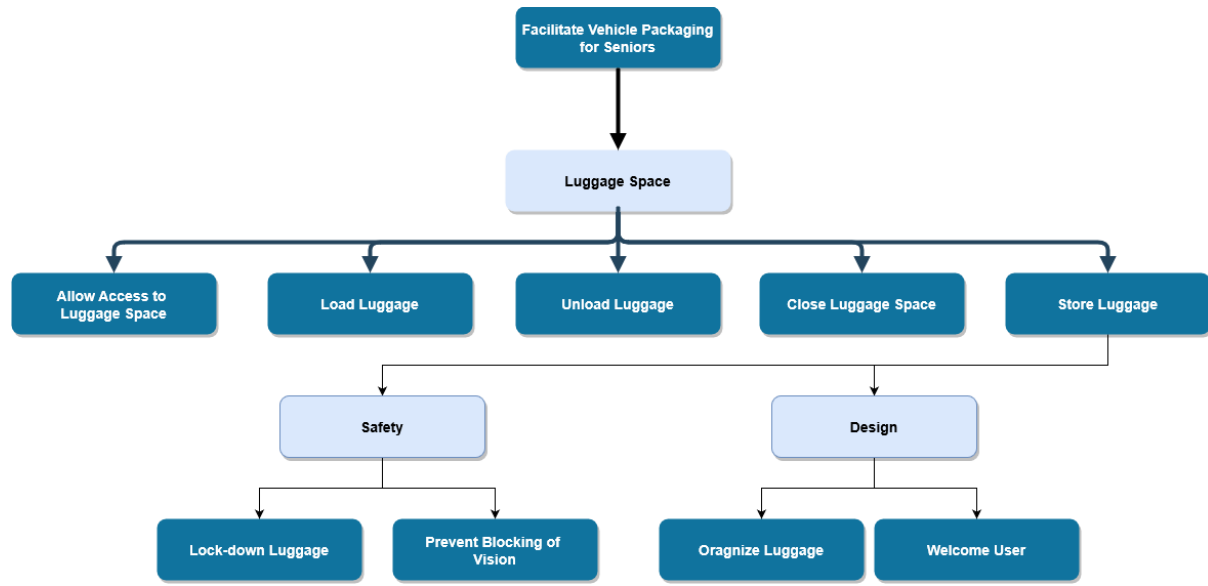 Facilitate Vehicle Packaging
for Seniors
Luggage Space
Allow Access to
Luggage Space
Load Luggage
Unload Luggage
Close Luggage Space
Store Luggage
Safety
Design
Lock-down Luggage
Prevent Blocking of
Vision
Oragnize Luggage
Welcome User